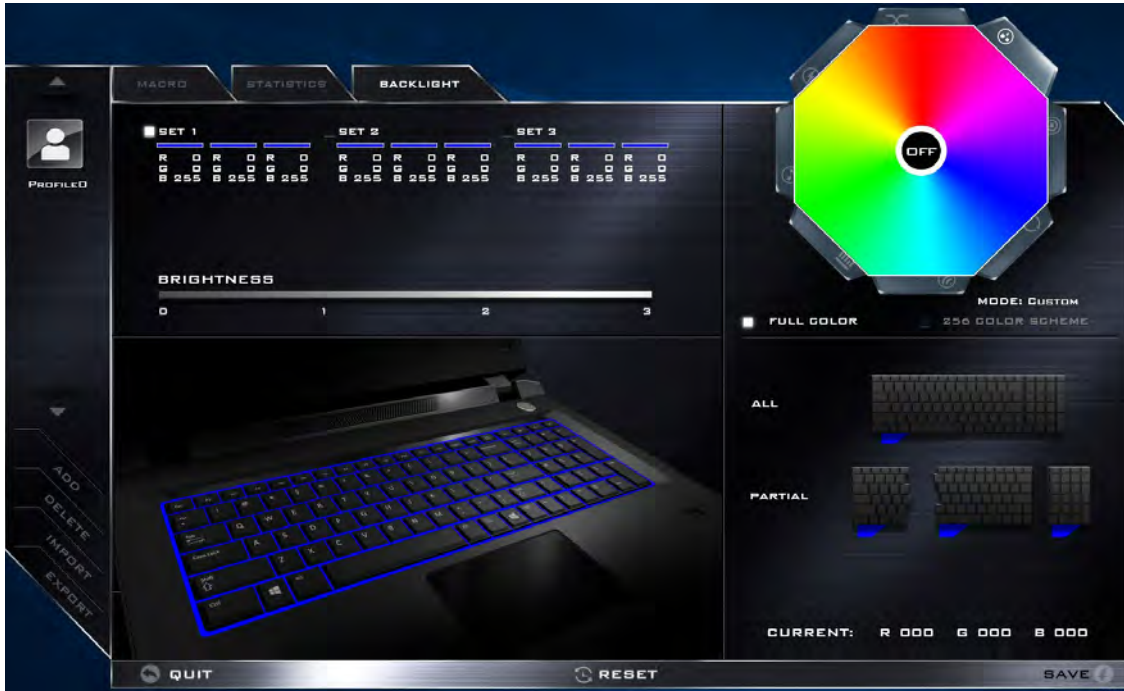 MACRO STATISTICS BACKLIGHT
OFF
PROFILE0
SET 1 SET 2 SET 3
R 0 R 0 R 0 R 0 R 0 R 0 R 0 R 0 R 0
G 0 G 0 G 0 G 0 G 0 G 0 G 0 G 0 G 0
B 255 B 255 B 255 B 255 B 255 B 255 B 255 B 255 B 255
BRIGHTNESS
0 1 2 3
MODE: CUSTOM
FULL COLOR 256 COLOR SCHEME
ALL
PARTIAL
ADD
DELETE
IMPORT
EXPORT
CURRENT: R 000 G 000 B 000
QUIT RESET SAVE